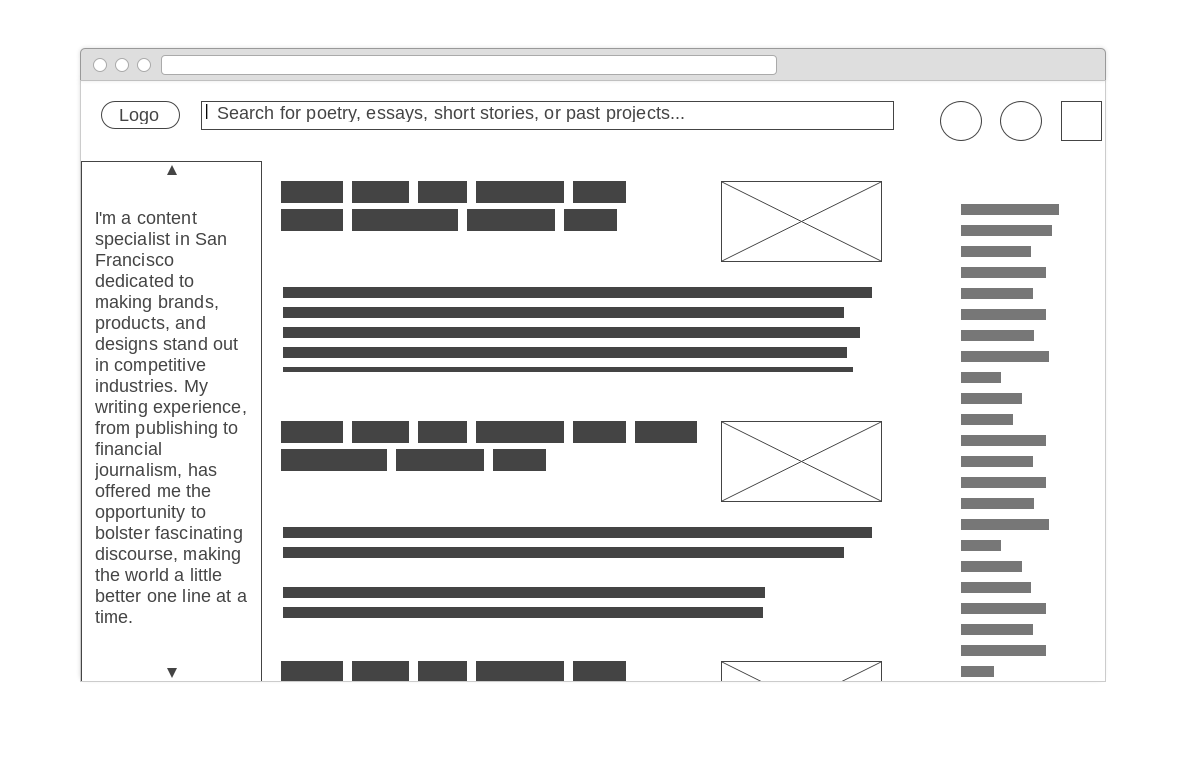 Logo
Search for poetry, essays, short stories, or past projects...
I'm a content
specialist in San
Francisco
dedicated to
making brands,
products, and
designs stand out
in competitive
industries. My
writing experience,
from publishing to
financial
journalism, has
offered me the
opportunity to
bolster fascinating
discourse, making
the world a little
better one line at a
time.